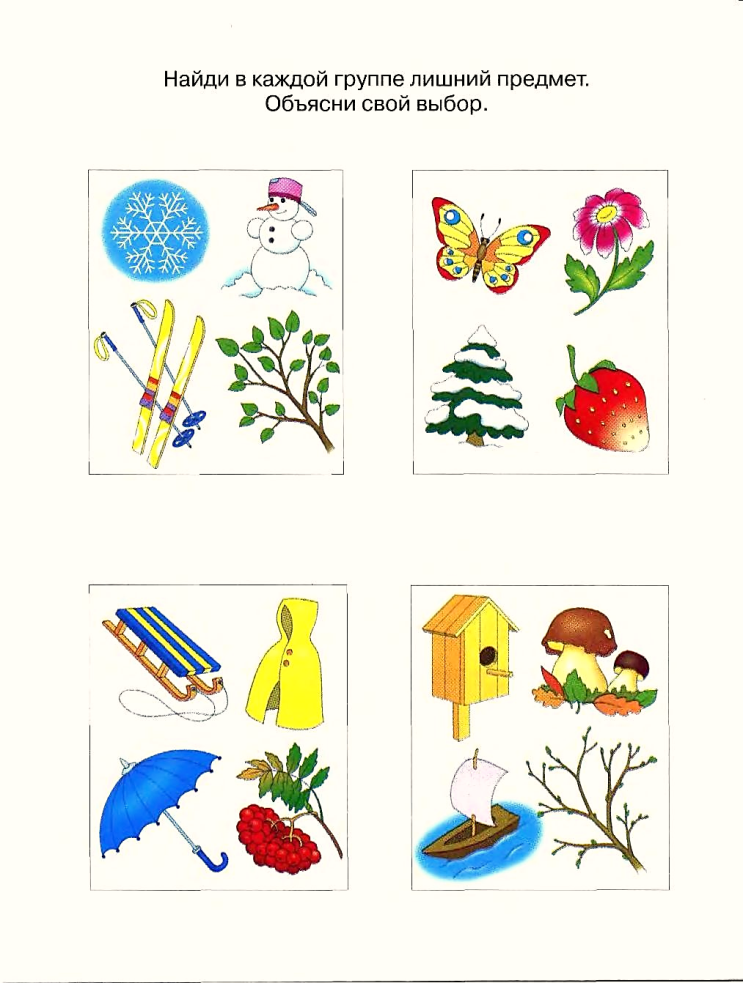 Найди в каждой группе лишний предмет.
Объясни свой выбор.